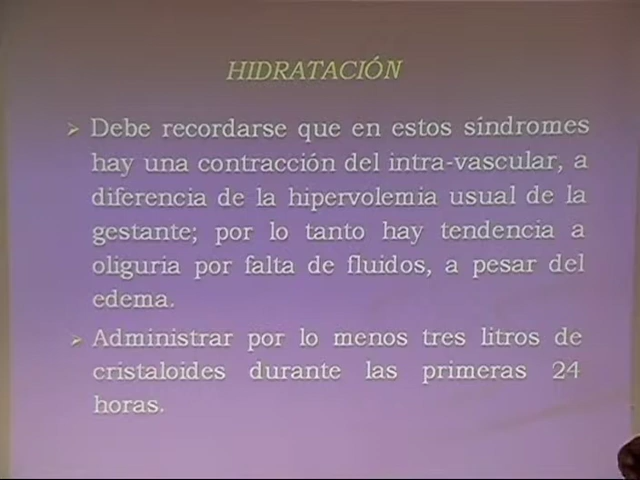 HIDRATACIÓN
➢ Debe recordarse que en estos síndromes
hay una contracción del intra-vascular, a
diferencia de la hipervolemia usual de la
gestante; por lo tanto hay tendencia a
oliguria por falta de fluidos, a pesar del
edema.
➢ Administrar por lo menos tres litros de
cristaloides durante las primeras 24
horas.